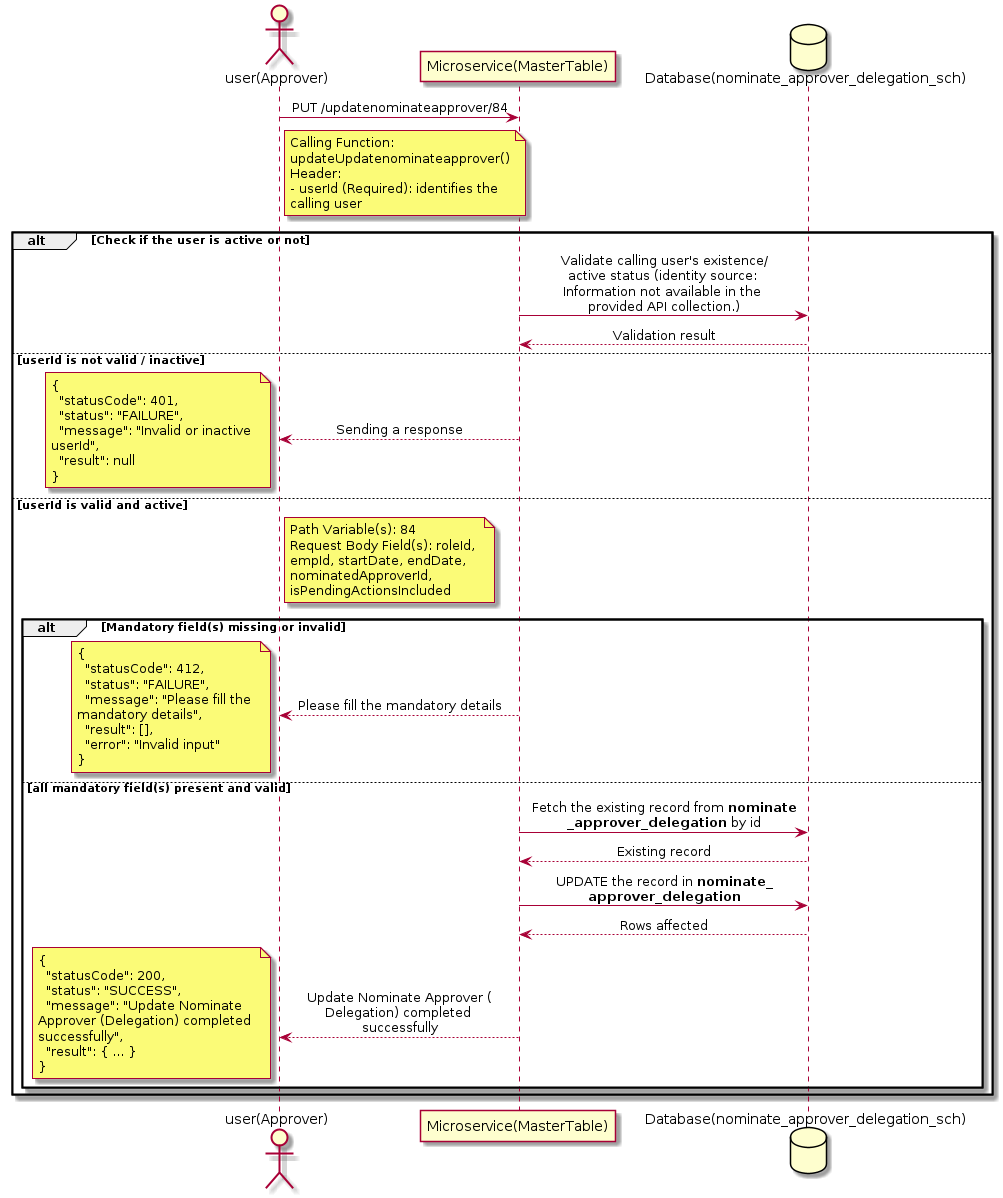 user(Approver)
Microservice(MasterTable)
Database(nominate_approver_delegation_sch)
PUT /updatenominateapprover/84
Calling Function:
updateUpdatenominateapprover()
Header:
- userId (Required): identifies the
calling user
alt
[Check if the user is active or not]
Validate calling user's existence/
active status (identity source:
Information not available in the
provided API collection.)
Validation result
[userId is not valid / inactive]
{
"statusCode": 401,
"status": "FAILURE",
"message": "Invalid or inactive
userId",
"result": null
}
Sending a response
[userId is valid and active]
Path Variable(s): 84
Request Body Field(s): roleId,
empId, startDate, endDate,
nominatedApproverId,
isPendingActionsIncluded
alt
[Mandatory field(s) missing or invalid]
{
"statusCode": 412,
"status": "FAILURE",
"message": "Please fill the
mandatory details",
"result": [],
"error": "Invalid input"
}
Please fill the mandatory details
[all mandatory field(s) present and valid]
Fetch the existing record from nominate
_approver_delegation by id
Existing record
UPDATE the record in nominate_
approver_delegation
Rows affected
{
"statusCode": 200,
"status": "SUCCESS",
"message": "Update Nominate
Approver (Delegation) completed
successfully",
"result": { ... }
}
Update Nominate Approver (
Delegation) completed
successfully
user(Approver)
Microservice(MasterTable)
Database(nominate_approver_delegation_sch)